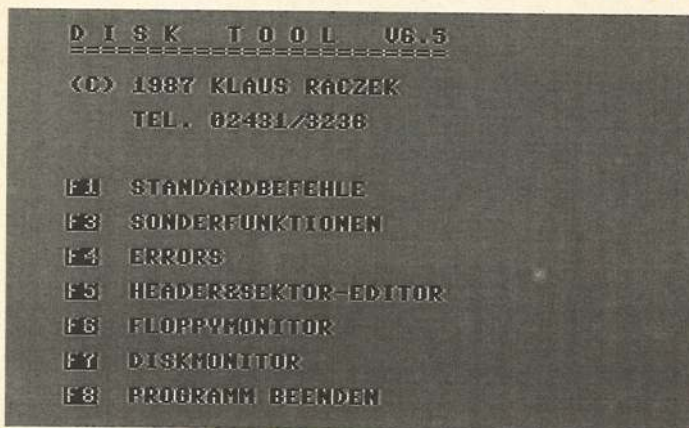 D I S K   T O O L   V6.5
========================
(C) 1987 KLAUS RACZEK
TEL. 02431/3236
F1 STANDARDBEFEHLE
F3 SONDERFUNKTIONEN
F4 ERRORS
F5 HEADER&SEKTOR-EDITOR
F6 FLOPPYMONITOR
F7 DISKMONITOR
F8 PROGRAMM BEENDEN